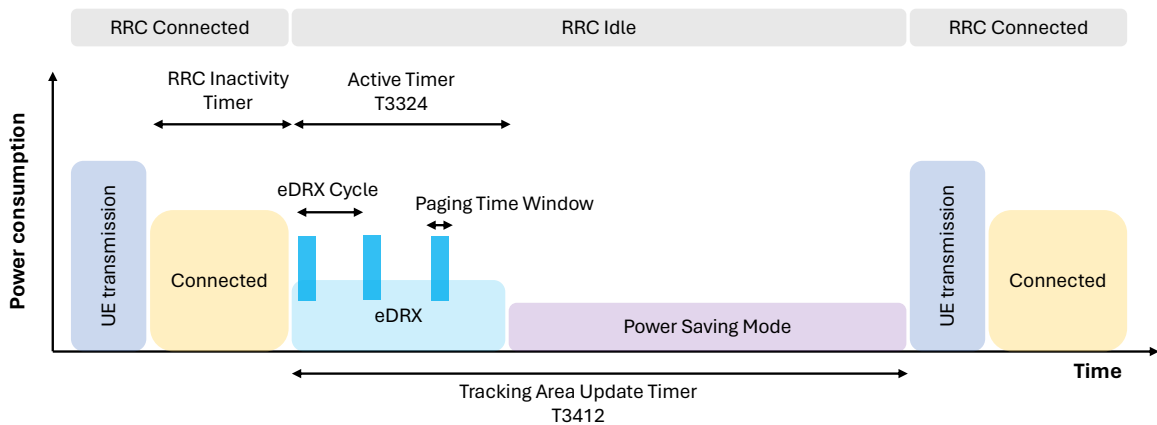 RRC Connected
RRC Idle
RRC Connected
RRC Inactivity
Timer
Active Timer
T3324
Power consumption
UE transmission
Connected
eDRX Cycle
Paging Time Window
eDRX
Power Saving Mode
UE transmission
Connected
Time
Tracking Area Update Timer
T3412